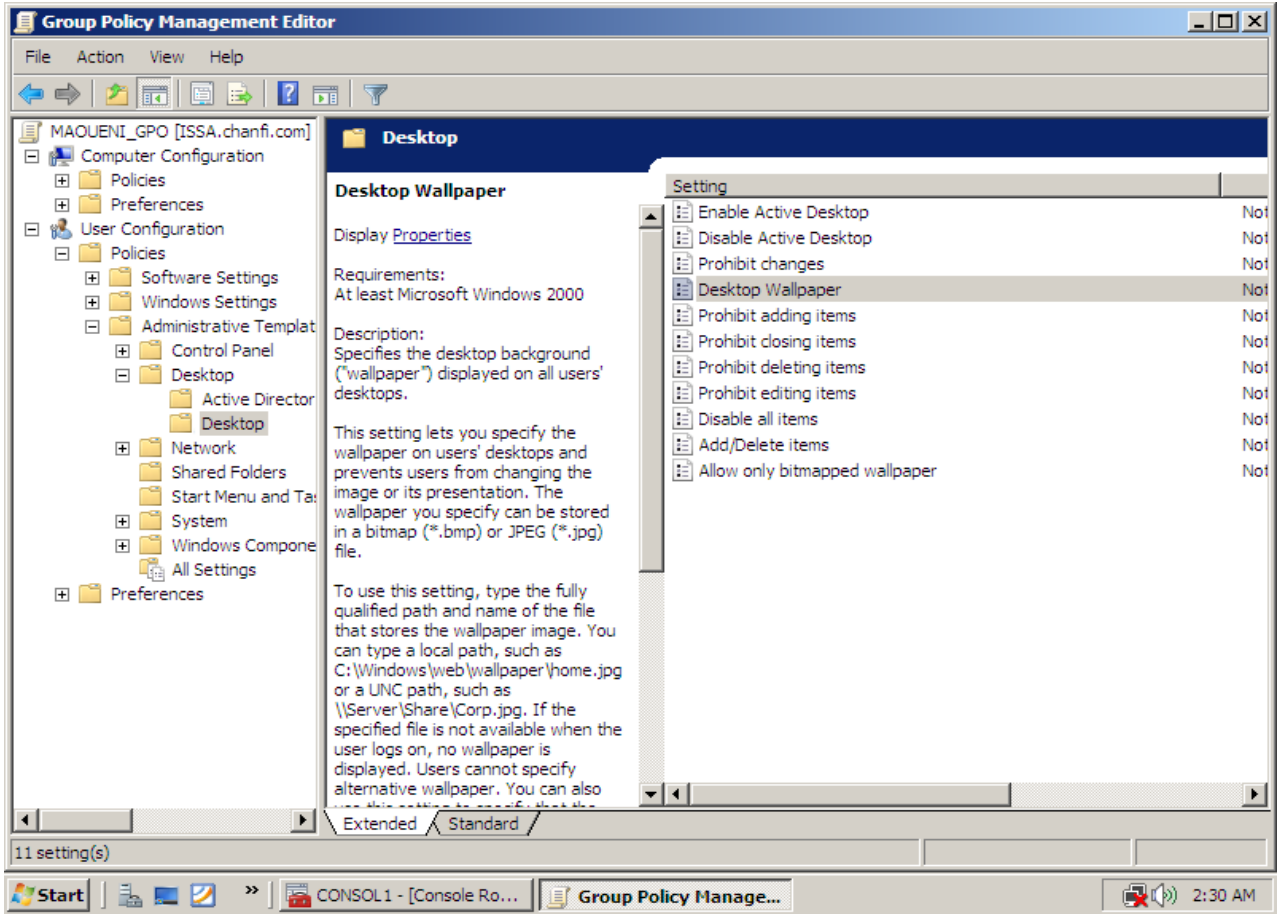 Group Policy Management Editor
File Action View Help
MAOUENI_GPO [ISSA.chanfi.com]
Computer Configuration
Policies
Preferences
User Configuration
Policies
Software Settings
Windows Settings
Administrative Templat
Control Panel
Desktop
Active Director
Desktop
Network
Shared Folders
Start Menu and Ta
System
Windows Compone
All Settings
Preferences
Desktop
Desktop Wallpaper
Display Properties
Requirements:
At least Microsoft Windows 2000
Description:
Specifies the desktop background
("wallpaper") displayed on all users'
desktops.
This setting lets you specify the
wallpaper on users' desktops and
prevents users from changing the
image or its presentation. The
wallpaper you specify can be stored
in a bitmap (*.bmp) or JPEG (*.jpg)
file.
To use this setting, type the fully
qualified path and name of the file
that stores the wallpaper image. You
can type a local path, such as
C:\Windows\web\wallpaper\home.jpg
or a UNC path, such as
\\Server\Share\Corp.jpg. If the
specified file is not available when the
user logs on, no wallpaper is
displayed. Users cannot specify
alternative wallpaper. You can also
Setting
Enable Active Desktop Not
Disable Active Desktop Not
Prohibit changes Not
Desktop Wallpaper Not
Prohibit adding items Not
Prohibit closing items Not
Prohibit deleting items Not
Prohibit editing items Not
Disable all items Not
Add/Delete items Not
Allow only bitmapped wallpaper Not
Extended Standard
11 setting(s)
Start CONSOL1 - [Console Ro... Group Policy Manage... 2:30 AM